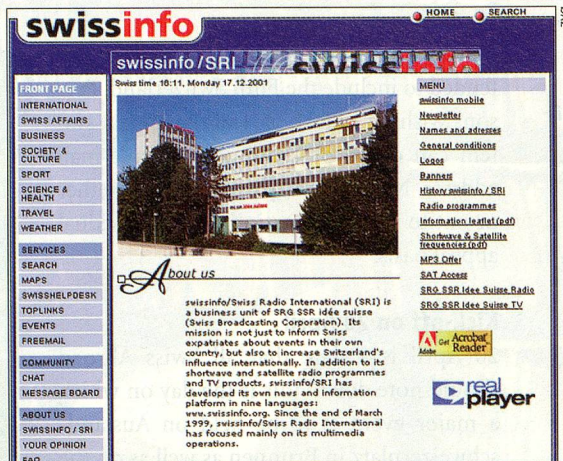 swissinfo
HOME
SEARCH
swissinfo/SRI
swissinfo
Swiss time 18:11, Monday 17.12.2001
FRONT PAGE
INTERNATIONAL
SWISS AFFAIRS
BUSINESS
SOCIETY &
CULTURE
SPORT
SCIENCE &
HEALTH
TRAVEL
WEATHER
SERVICES
SEARCH
MAPS
SWISSHELPDESK
TOPLINKS
EVENTS
FREEMAIL
COMMUNITY
CHAT
MESSAGE BOARD
ABOUT US
SWISSINFO / SRI
YOUR OPINION
FAQ
About us
swissinfo/Swiss Radio International (SRI) is
a business unit of SRG SSR idée suisse
(Swiss Broadcasting Corporation). Its
mission is not just to inform Swiss
expatriates about events in their own
country, but also to increase Switzerland's
influence internationally. In addition to its
shortwave and satellite radio programmes
and TV products, swissinfo/SRI has
developed its own news and information
platform in nine languages:
www.swissinfo.org. Since the end of March
1999, swissinfo/Swiss Radio International
has focused mainly on its multimedia
operations.
MENU
swissinfo mobile
Newsletter
Names and adresses
General conditions
Logos
Banners
History swissinfo / SRI
Radio programmes
Information leaflet (pdf)
Shortwave & Satellite
frequencies (pdf)
MP3 Offer
SAT Access
SRG SSR Idee Suisse Radio
SRG SSR Idee Suisse TV
Adobe
Get Acrobat
Reader
real
player